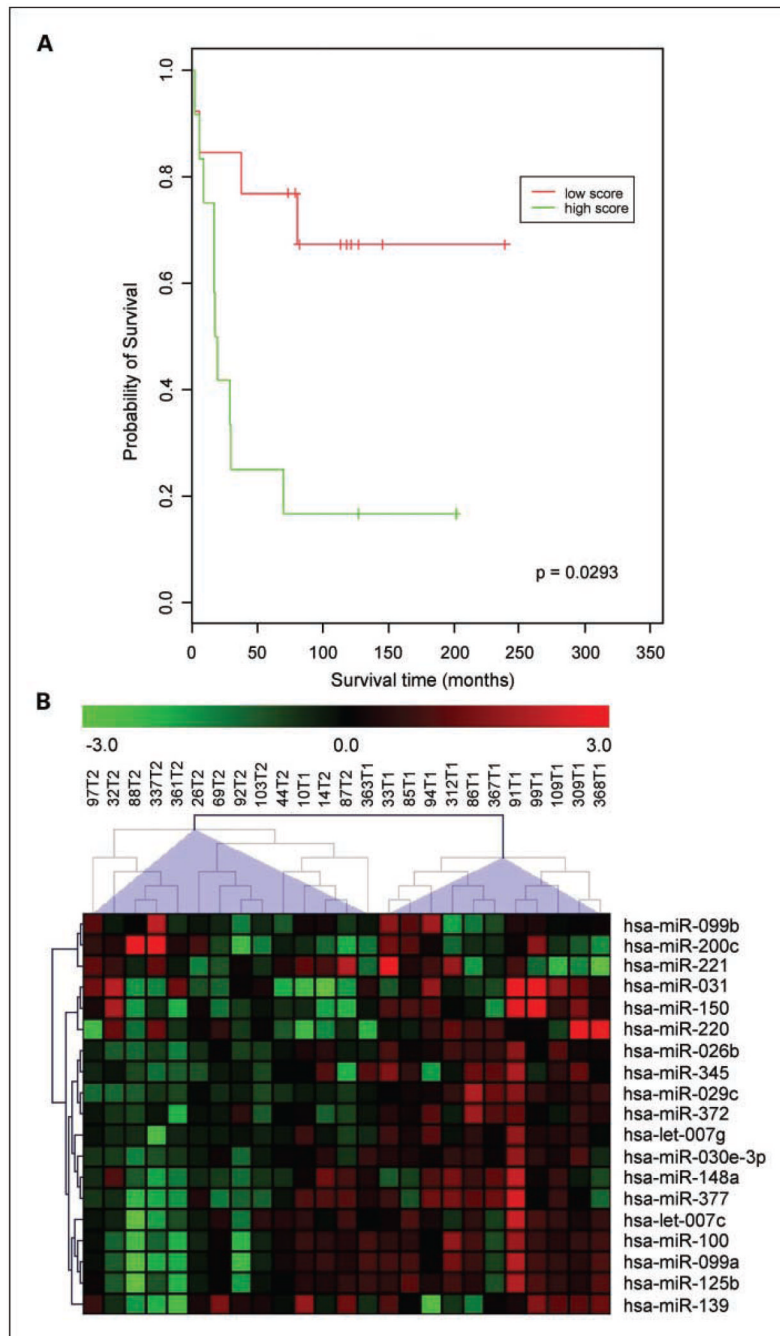 A
1.0
0.8
0.6
0.4
0.2
0.0
Probability of Survival
low score
high score
p = 0.0293
0 50 100 150 200 250 300 350
Survival time (months)
B
-3.0 0.0 3.0
97T2 32T2 88T2 337T2 361T2 26T2 69T2 92T2 103T2 44T2 10T1 14T2 87T2 363T1 33T1 85T1 94T1 312T1 86T1 367T1 91T1 99T1 109T1 309T1 368T1
hsa-miR-099b
hsa-miR-200c
hsa-miR-221
hsa-miR-031
hsa-miR-150
hsa-miR-220
hsa-miR-026b
hsa-miR-345
hsa-miR-029c
hsa-miR-372
hsa-let-007g
hsa-miR-030e-3p
hsa-miR-148a
hsa-miR-377
hsa-let-007c
hsa-miR-100
hsa-miR-099a
hsa-miR-125b
hsa-miR-139